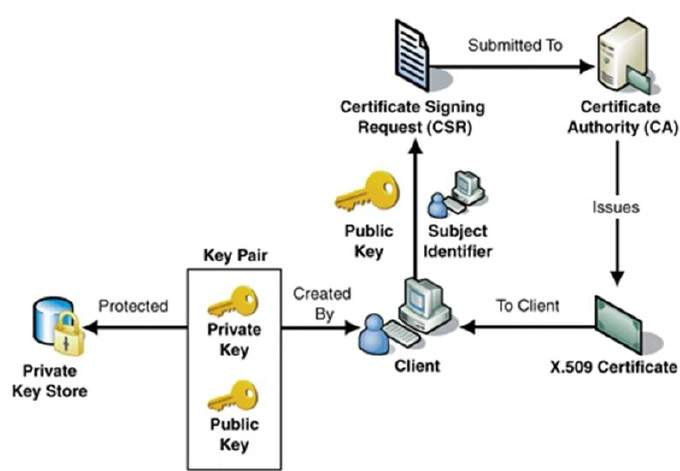 Submitted To
Certificate Signing
Request (CSR)
Certificate
Authority (CA)
Public
Key
Subject
Identifier
Issues
Key Pair
Protected
Private
Key
Created
By
To Client
Private
Key Store
Client
X.509 Certificate
Public
Key